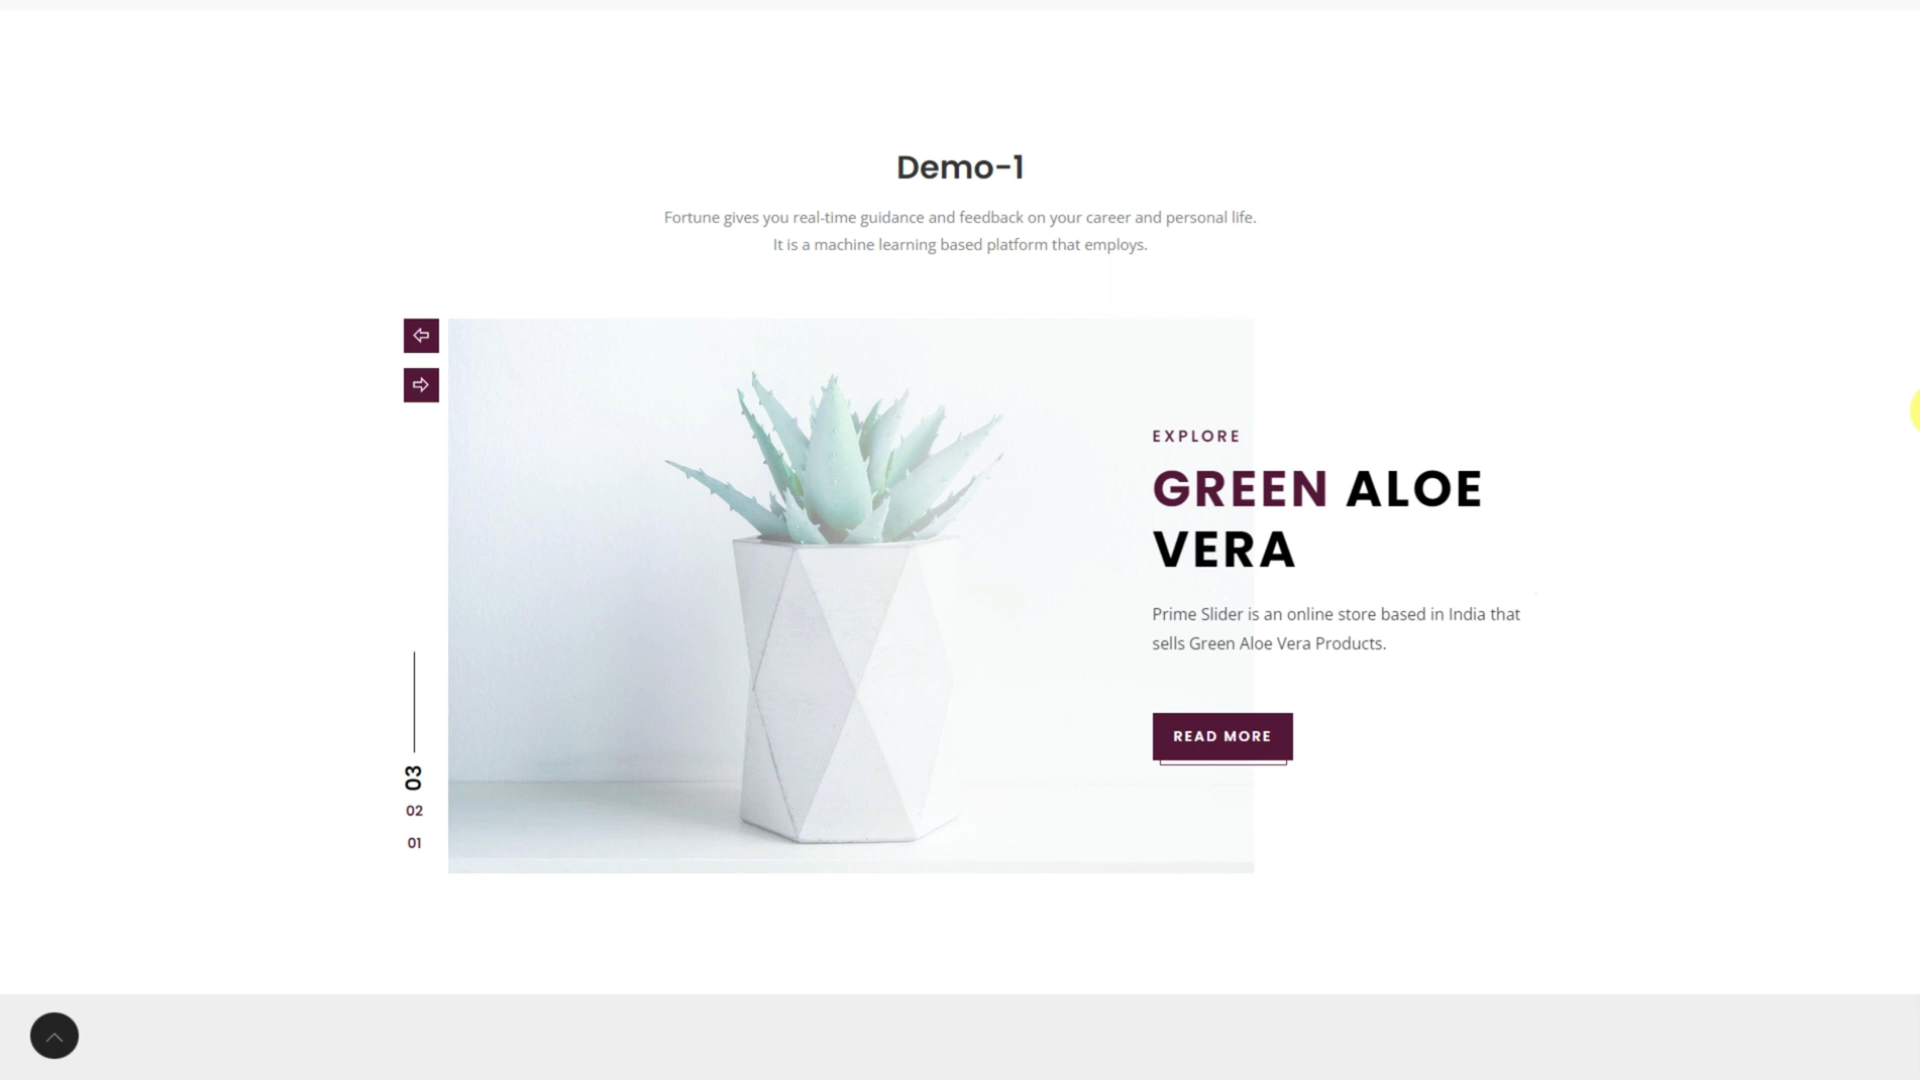 Demo-1
Fortune gives you real-time guidance and feedback on your career and personal life.
It is a machine learning based platform that employs.
EXPLORE
GREEN ALOE
VERA
Prime Slider is an online store based in India that
sells Green Aloe Vera Products.
READ MORE
03
02
01